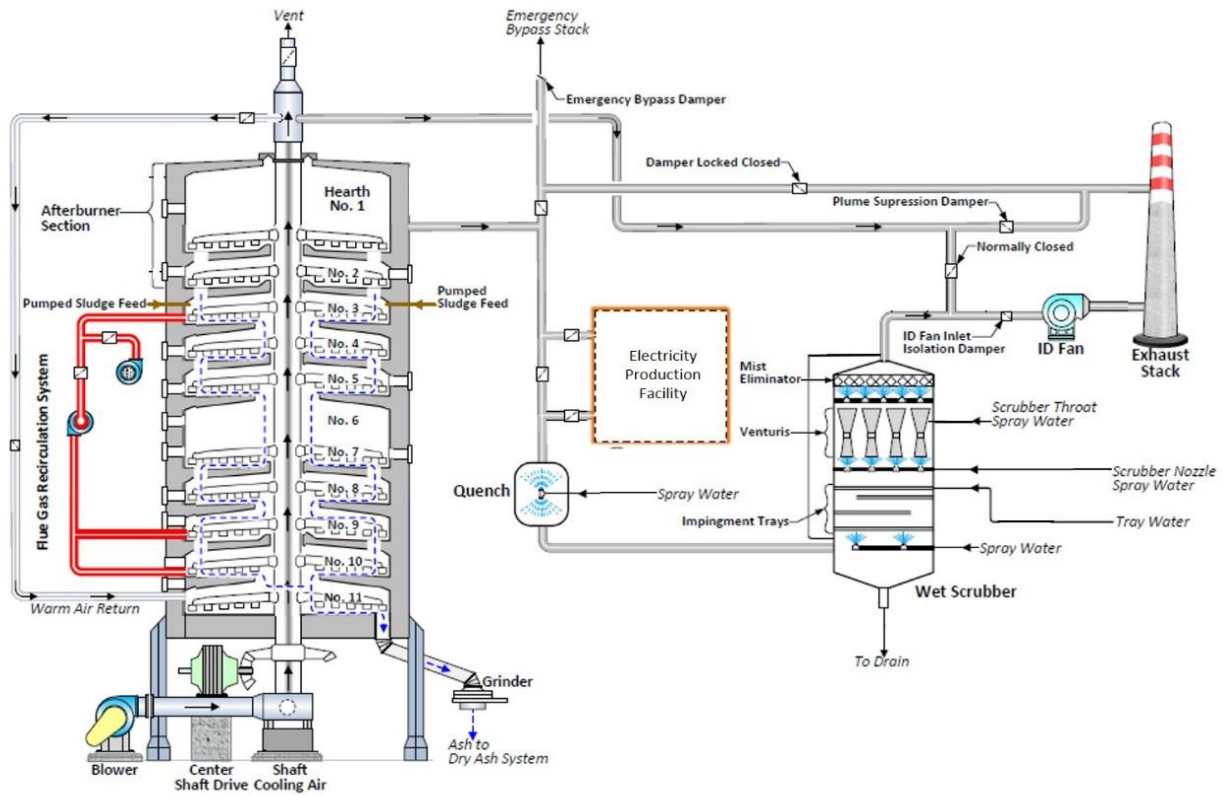 Vent
Emergency
Bypass Stack
Emergency Bypass Damper
Damper Locked Closed
Plume Supression Damper
Normally Closed
Hearth
No. 1
Afterburner
Section
No. 2
Pumped Sludge Feed
Pumped
Sludge Feed
No. 3
No. 4
No. 5
No. 6
No. 7
No. 8
No. 9
No. 10
No. 11
Flue Gas Recirculation System
Warm Air Return
Electricity
Production
Facility
ID Fan Inlet
Isolation Damper
ID Fan
Exhaust
Stack
Mist
Eliminator
Scrubber Throat
Spray Water
Venturis
Scrubber Nozzle
Spray Water
Quench
Spray Water
Impingment Trays
Tray Water
Spray Water
Wet Scrubber
To Drain
Grinder
Ash to
Dry Ash System
Blower
Center
Shaft Drive
Shaft
Cooling Air